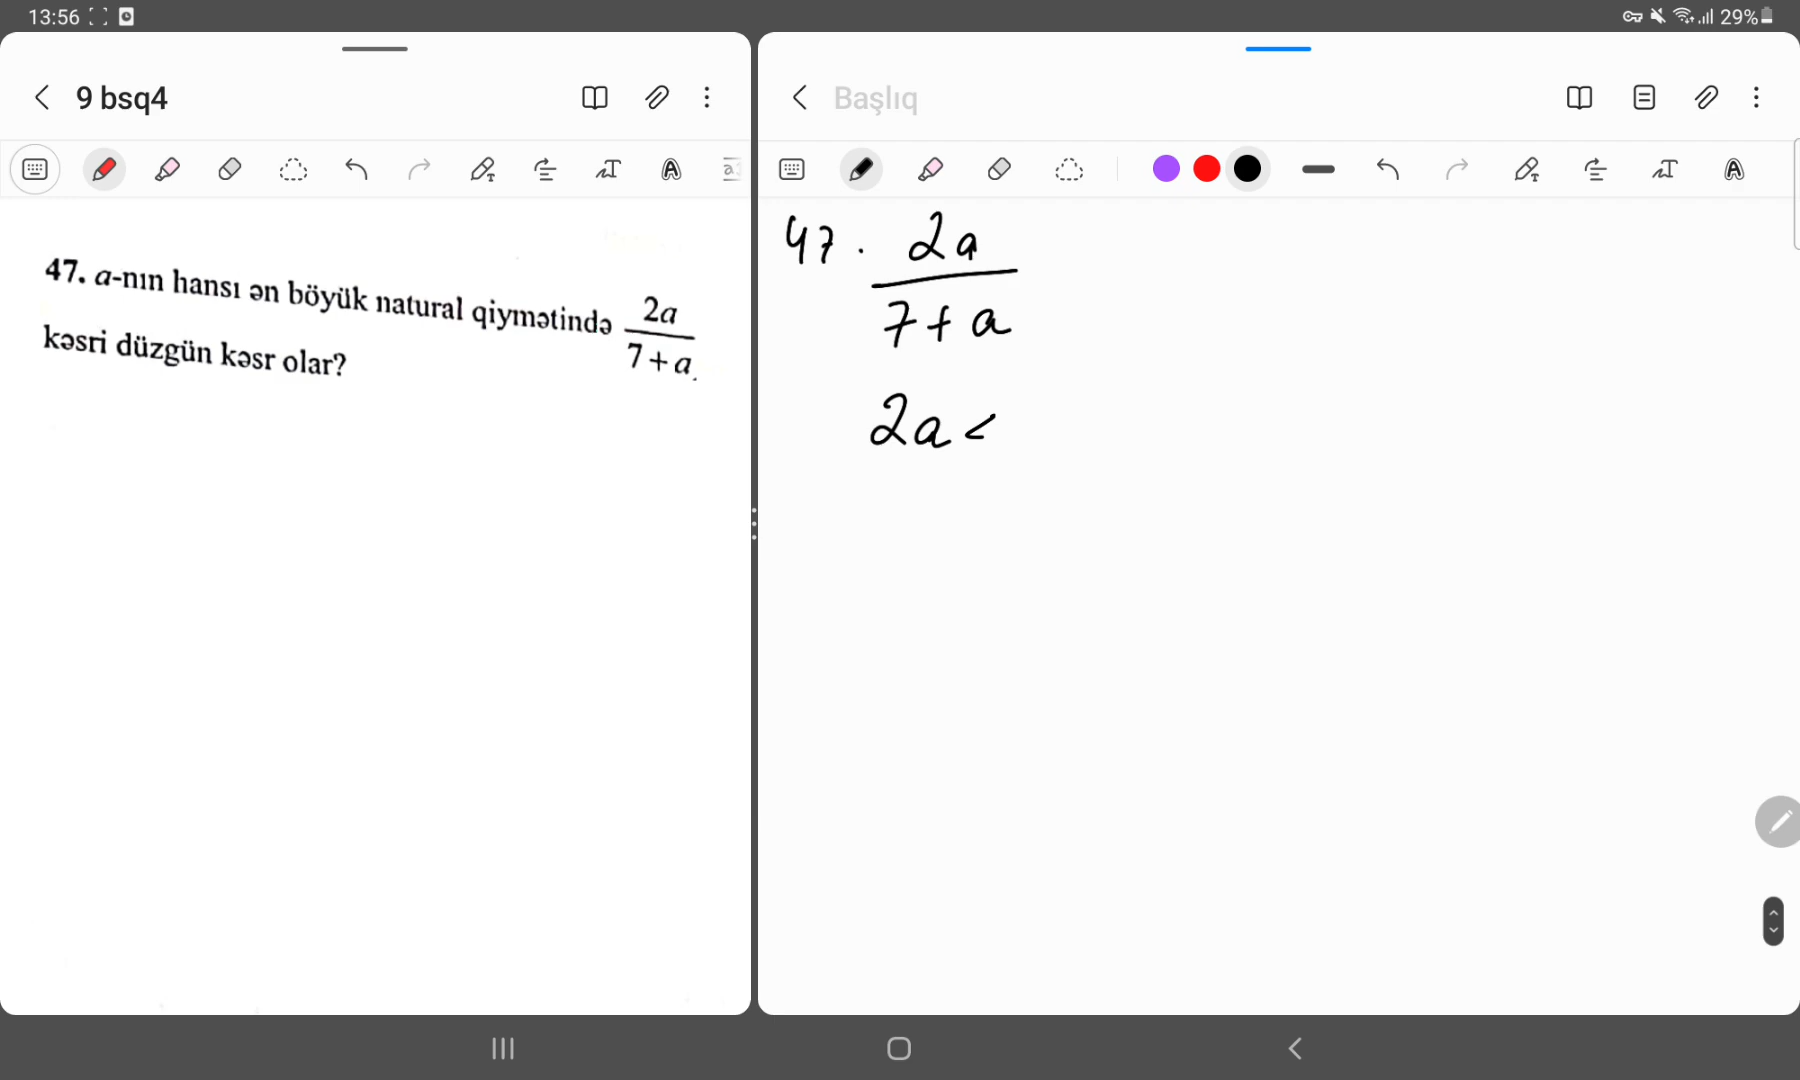 13:56
29%
9 bsq4
47. a-nın hansı ən böyük natural qiymətində 2a/7+a
kəsri düzgün kəsr olar?
Başlıq
47. 2a/7+a
2a <